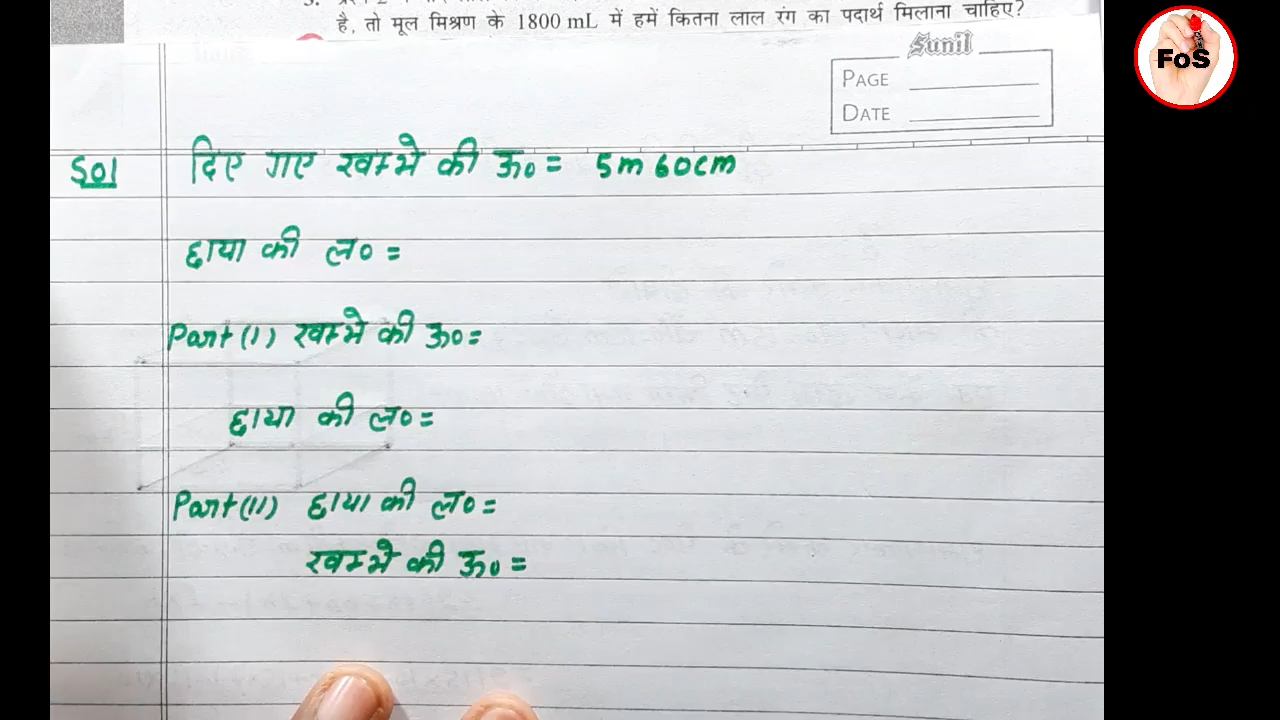 है, तो मूल मिश्रण के 1800 mL में हमें कितना लाल रंग का पदार्थ मिलाना चाहिए?
Sunil
PAGE
DATE
FoS
Sol दिए गए खम्भे की ऊ० = 5m 60cm
छाया की ल० =
Part (I) खम्भे की ऊ० =
छाया की ल० =
Part (II) छाया की ल० =
खम्भे की ऊ० =